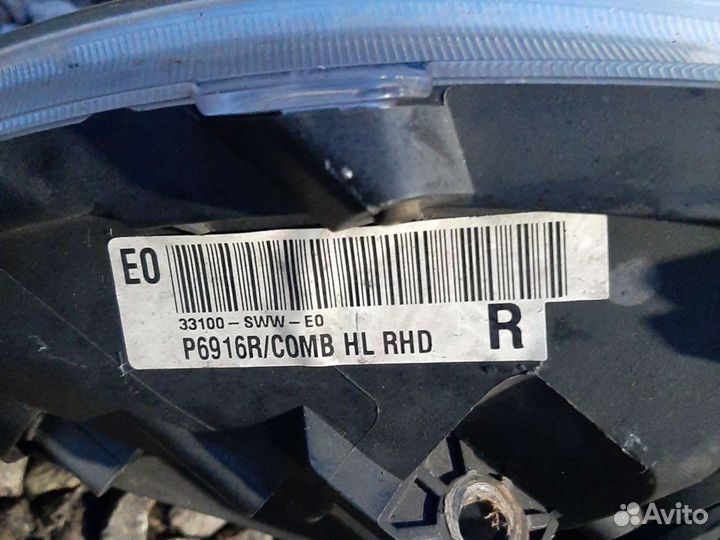 E0
33100-SWW-E0
P6916R/COMB HL RHD
R
Avito